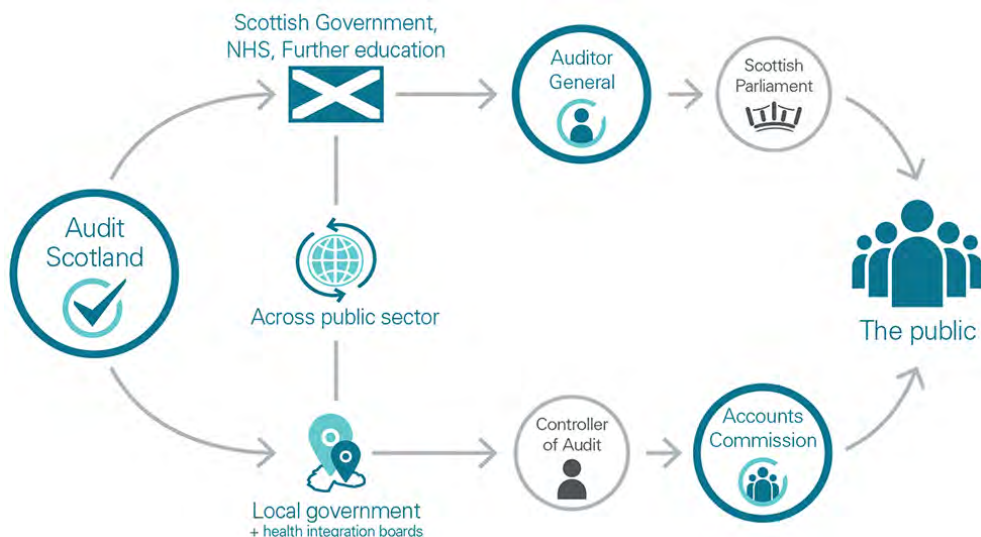 Scottish Government,
NHS, Further education
Auditor
General
Scottish
Parliament
Audit
Scotland
Across public sector
The public
Local government
+ health integration boards
Controller
of Audit
Accounts
Commission